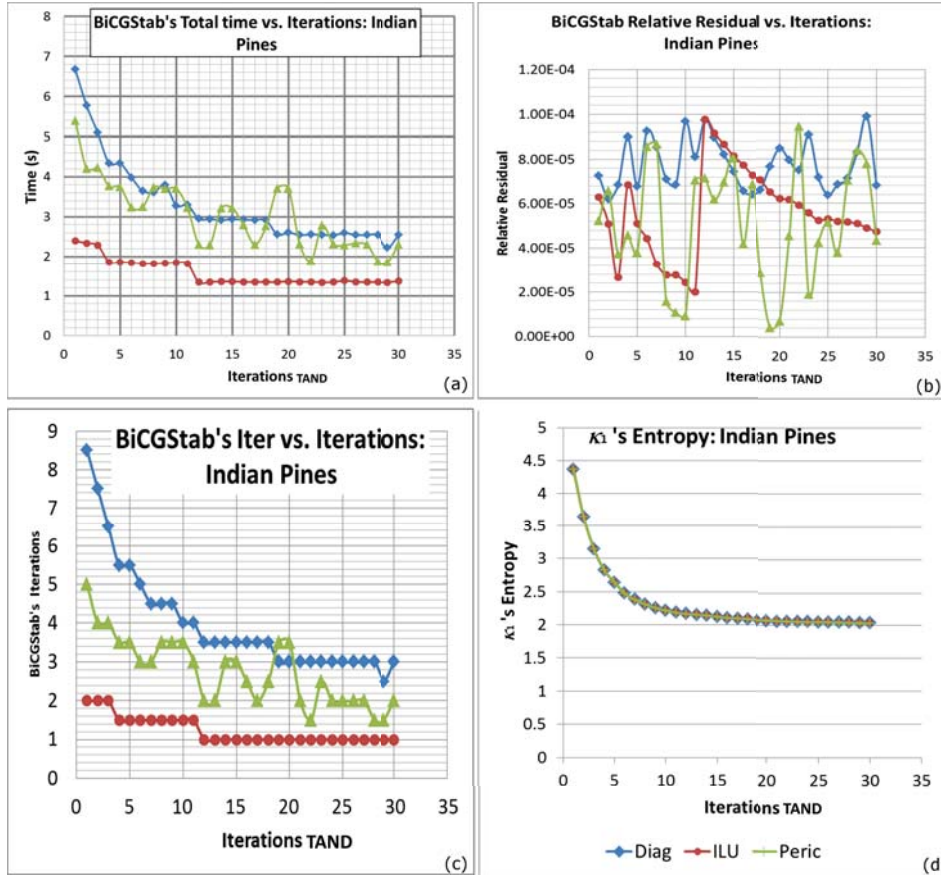 BiCGStab's Total time vs. Iterations: Indian
Pines
8
7
6
5
4
3
2
1
0
Time (s)
0 5 10 15 20 25 30 35
Iterations TAND
(a)
BiCGStab Relative Residual vs. Iterations:
Indian Pines
1.20E-04
1.00E-04
8.00E-05
6.00E-05
4.00E-05
2.00E-05
0.00E+00
Relative Residual
0 5 10 15 20 25 30 35
Iterations TAND
(b)
BiCGStab's Iter vs. Iterations:
Indian Pines
9
8
7
6
5
4
3
2
1
0
BiCGStab's Iterations
0 5 10 15 20 25 30 35
Iterations TAND
(c)
κ1 's Entropy: Indian Pines
5
4.5
4
3.5
3
2.5
2
1.5
1
0.5
0
κ1 's Entropy
0 5 10 15 20 25 30 35
Iterations TAND
Diag ILU Peric
(d)